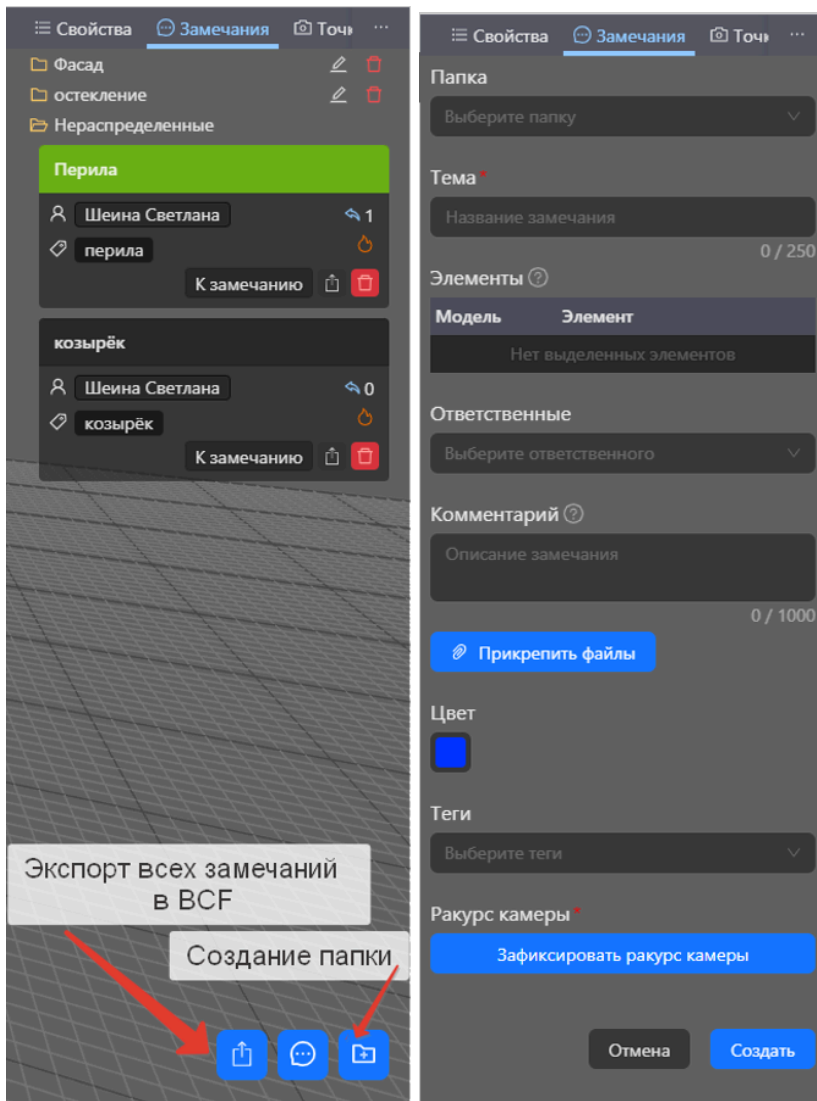 Свойства Замечания Точк ...
Фасад
остекление
Нераспределенные
Перила
Шеина Светлана 1
перила
К замечанию
козырёк
Шеина Светлана 0
козырёк
К замечанию
Экспорт всех замечаний
в BCF
Создание папки
Свойства Замечания Точк ...
Папка
Выберите папку
Тема*
Название замечания
0 / 250
Элементы ?
Модель Элемент
Нет выделенных элементов
Ответственные
Выберите ответственного
Комментарий ?
Описание замечания
0 / 1000
Прикрепить файлы
Цвет
Теги
Выберите теги
Ракурс камеры*
Зафиксировать ракурс камеры
Отмена Создать